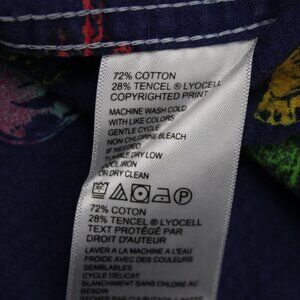 72% COTTON
28% TENCEL ® LYOCELL
COPYRIGHTED PRINT
MACHINE WASH COLD
WITH LIKE COLORS
GENTLE CYCLE
NON CHLORINE BLEACH
IF NEEDED
TUMBLE DRY LOW
COOL IRON
OR DRY CLEAN
72% COTON
28% TENCEL ® LYOCELL
TEXT PROTÉGÉ PAR
DROIT D'AUTEUR
LAVER A LA MACHINE A L'EAU
FROIDE AVEC DES COULEURS
SEMBLABLES
CYCLE DELICAT
BLANCHIMENT SANS CHLORE AU
BESOIN